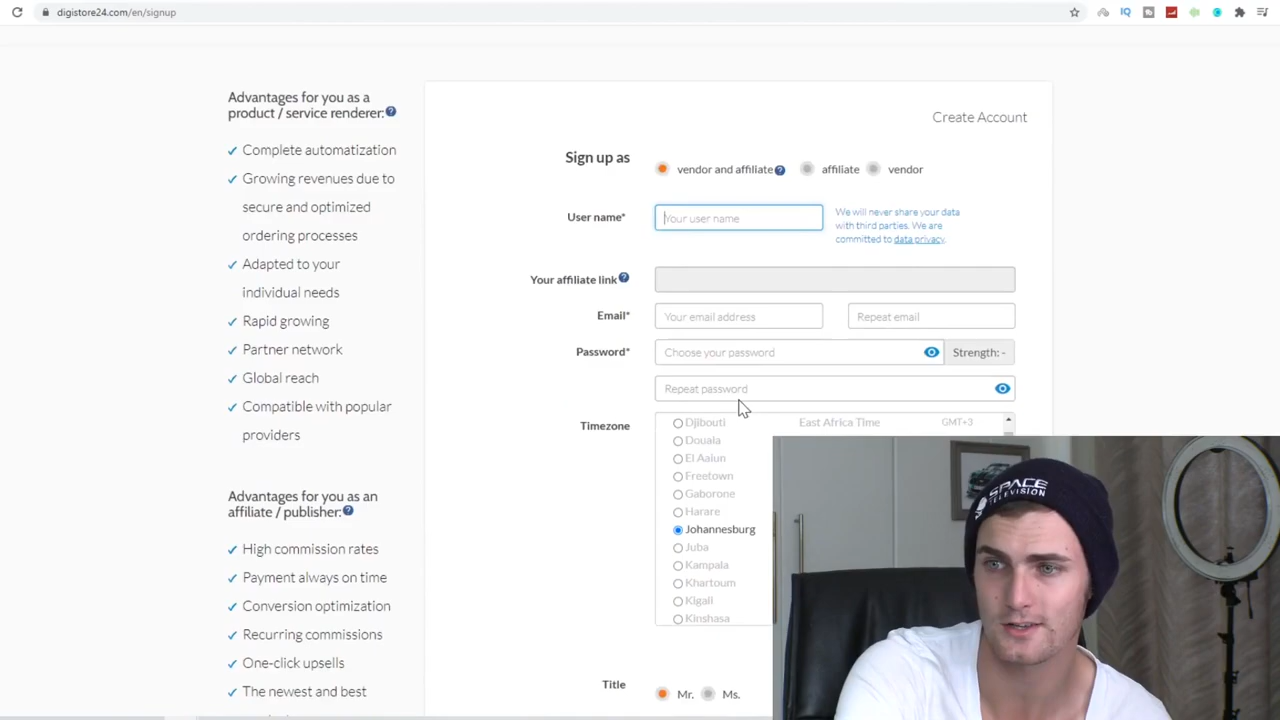 digistore24.com/en/signup
IQ
Advantages for you as a
product / service renderer:
Complete automatization
Growing revenues due to
secure and optimized
ordering processes
Adapted to your
individual needs
Rapid growing
Partner network
Global reach
Compatible with popular
providers
Advantages for you as an
affiliate / publisher:
High commission rates
Payment always on time
Conversion optimization
Recurring commissions
One-click upsells
The newest and best
Create Account
Sign up as vendor and affiliate affiliate vendor
User name* Your user name
We will never share your data
with third parties. We are
committed to data privacy.
Your affiliate link
Email* Your email address Repeat email
Password* Choose your password Strength: -
Repeat password
Timezone
Djibouti East Africa Time GMT+3
Douala
El Aaiun
Freetown
Gaborone
Harare
Johannesburg
Juba
Kampala
Khartoum
Kigali
Kinshasa
Title Mr. Ms.
SPACE
TELEVISION